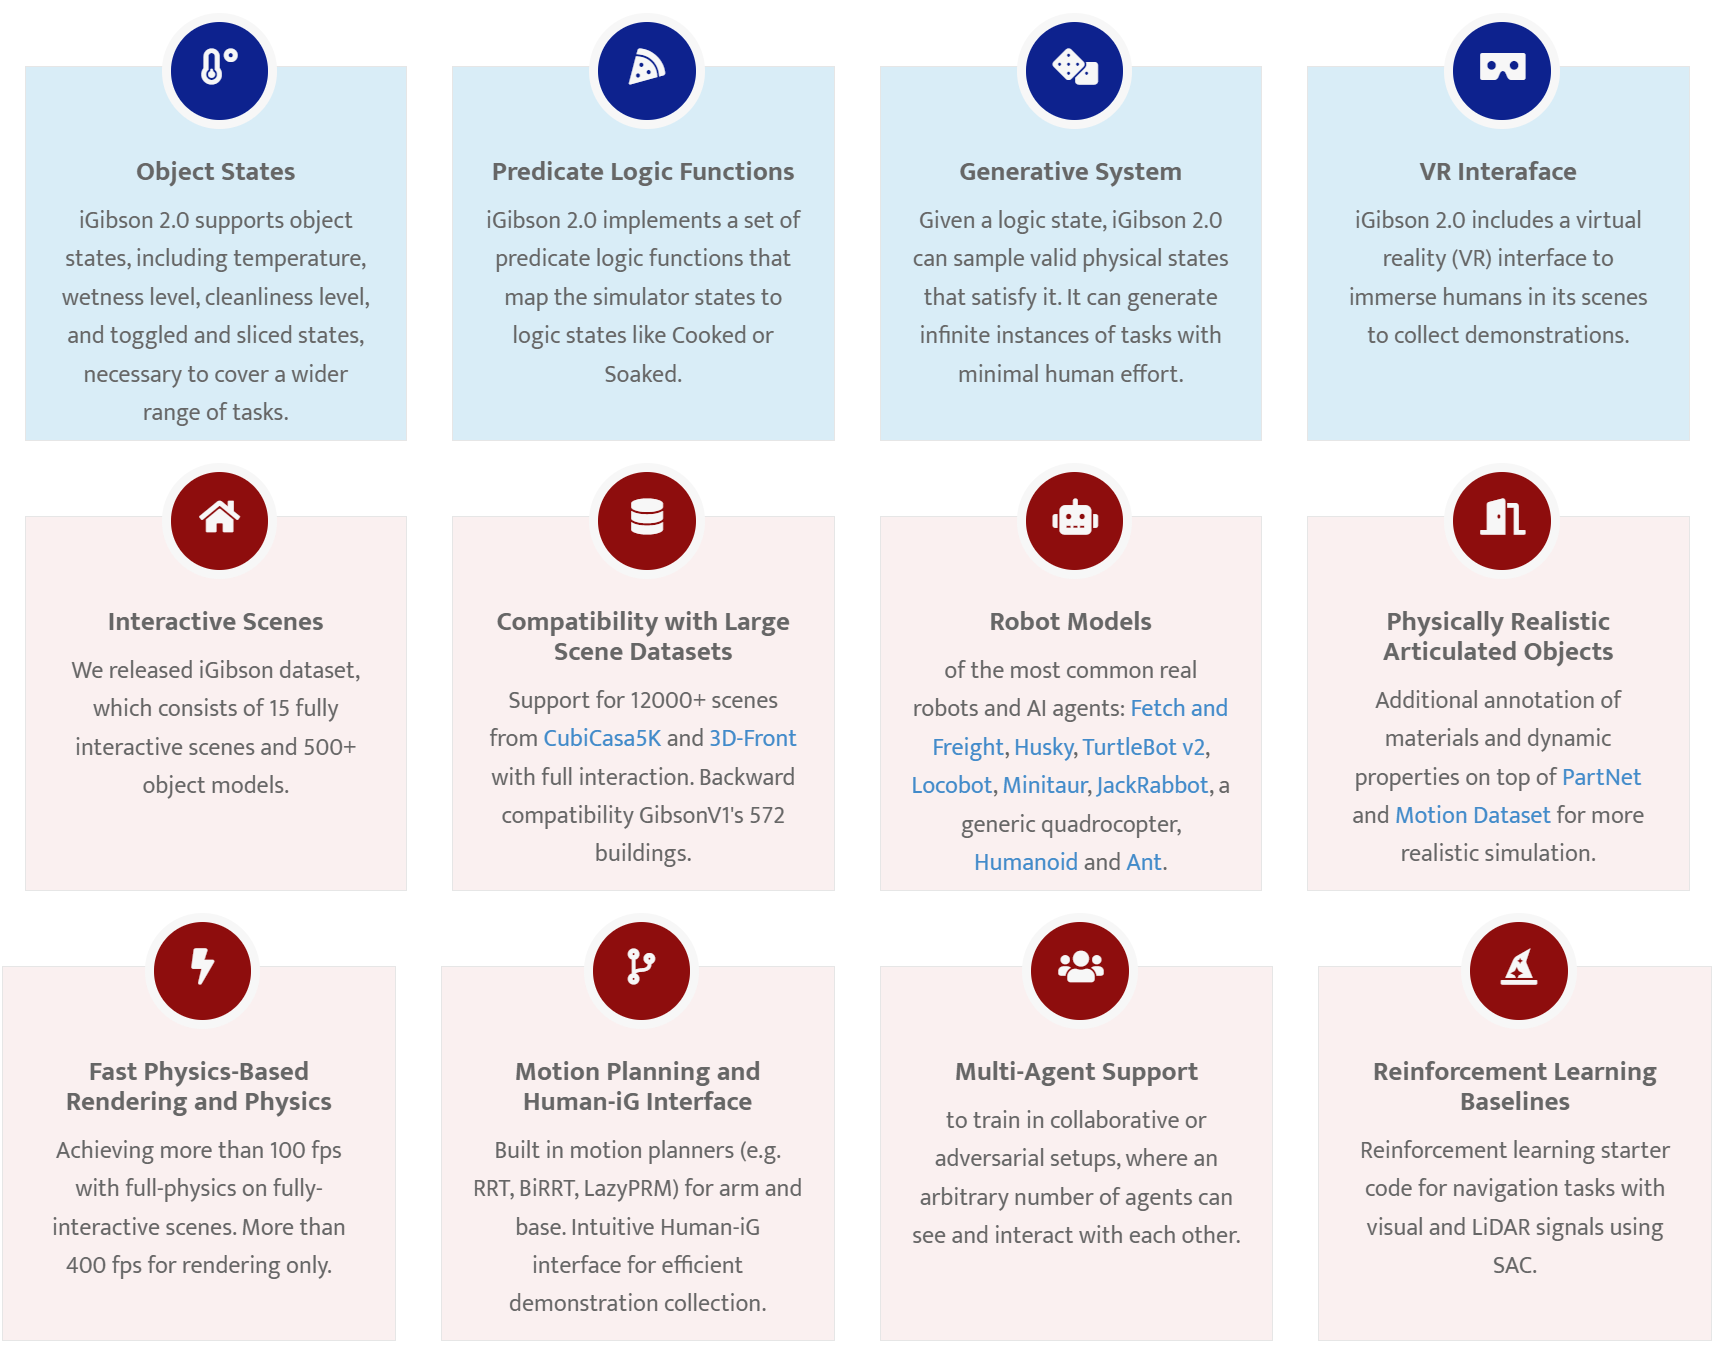 Object States
iGibson 2.0 supports object
states, including temperature,
wetness level, cleanliness level,
and toggled and sliced states,
necessary to cover a wider
range of tasks.
Predicate Logic Functions
iGibson 2.0 implements a set of
predicate logic functions that
map the simulator states to
logic states like Cooked or
Soaked.
Generative System
Given a logic state, iGibson 2.0
can sample valid physical states
that satisfy it. It can generate
infinite instances of tasks with
minimal human effort.
VR Interaface
iGibson 2.0 includes a virtual
reality (VR) interface to
immerse humans in its scenes
to collect demonstrations.
Interactive Scenes
We released iGibson dataset,
which consists of 15 fully
interactive scenes and 500+
object models.
Compatibility with Large
Scene Datasets
Support for 12000+ scenes
from CubiCasa5K and 3D-Front
with full interaction. Backward
compatibility GibsonV1's 572
buildings.
Robot Models
of the most common real
robots and AI agents: Fetch and
Freight, Husky, TurtleBot v2,
Locobot, Minitaur, JackRabbot, a
generic quadrocopter,
Humanoid and Ant.
Physically Realistic
Articulated Objects
Additional annotation of
materials and dynamic
properties on top of PartNet
and Motion Dataset for more
realistic simulation.
Fast Physics-Based
Rendering and Physics
Achieving more than 100 fps
with full-physics on fully-
interactive scenes. More than
400 fps for rendering only.
Motion Planning and
Human-iG Interface
Built in motion planners (e.g.
RRT, BiRRT, LazyPRM) for arm and
base. Intuitive Human-iG
interface for efficient
demonstration collection.
Multi-Agent Support
to train in collaborative or
adversarial setups, where an
arbitrary number of agents can
see and interact with each other.
Reinforcement Learning
Baselines
Reinforcement learning starter
code for navigation tasks with
visual and LiDAR signals using
SAC.